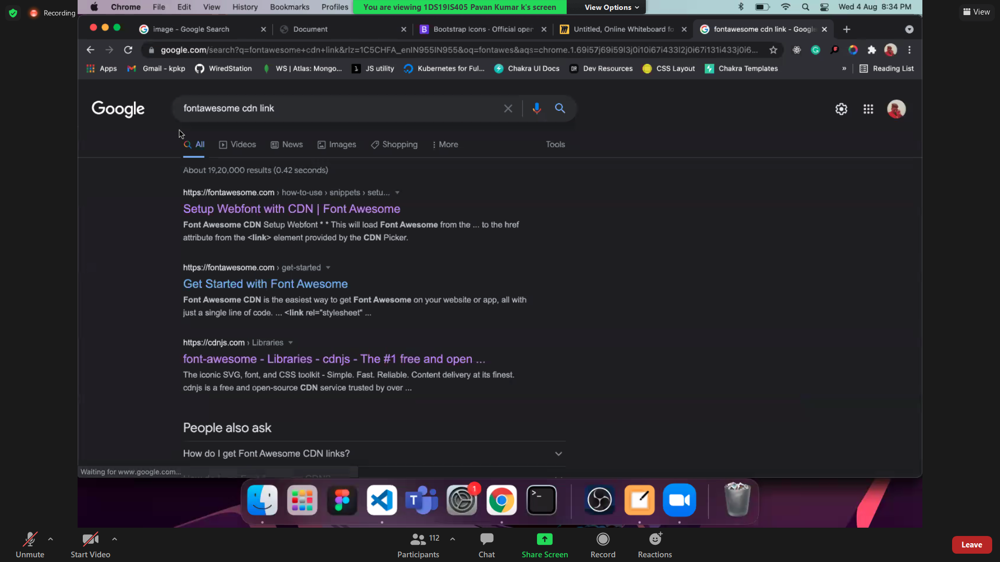 Recording
Chrome File Edit View History Bookmarks Profiles
You are viewing 1DS19IS405 Pavan Kumar k's screen
View Options
Wed 4 Aug 8:34 PM
View
image - Google Search
Document
Bootstrap Icons · Official oper
Untitled, Online Whiteboard fo
fontawesome cdn link - Google
google.com/search?q=fontawesome+cdn+link&rlz=1C5CHFA_enIN955IN955&oq=fontawes&aqs=chrome.1.69i57j69i59l3j0i10i67i433l2j0i67i131i433j0i6...
Apps
Gmail - kpkp
WiredStation
WS | Atlas: Mongo...
JS utility
Kubernetes for Ful...
Chakra UI Docs
DR Dev Resources
CSS Layout
Chakra Templates
»
Reading List
Google
fontawesome cdn link
All Videos News Images Shopping More Tools
About 19,20,000 results (0.42 seconds)
https://fontawesome.com › how-to-use › snippets › setu...
Setup Webfont with CDN | Font Awesome
Font Awesome CDN Setup Webfont * * This will load Font Awesome from the ... to the href
attribute from the <link> element provided by the CDN Picker.
https://fontawesome.com › get-started
Get Started with Font Awesome
Font Awesome CDN is the easiest way to get Font Awesome on your website or app, all with
just a single line of code. ... <link rel="stylesheet" ...
https://cdnjs.com › Libraries
font-awesome - Libraries - cdnjs - The #1 free and open ...
The iconic SVG, font, and CSS toolkit - Simple. Fast. Reliable. Content delivery at its finest.
cdnjs is a free and open-source CDN service trusted by over ...
People also ask
How do I get Font Awesome CDN links?
Waiting for www.google.com...
T
1
Unmute
Start Video
112
Participants
Chat
Share Screen
Record
Reactions
Leave